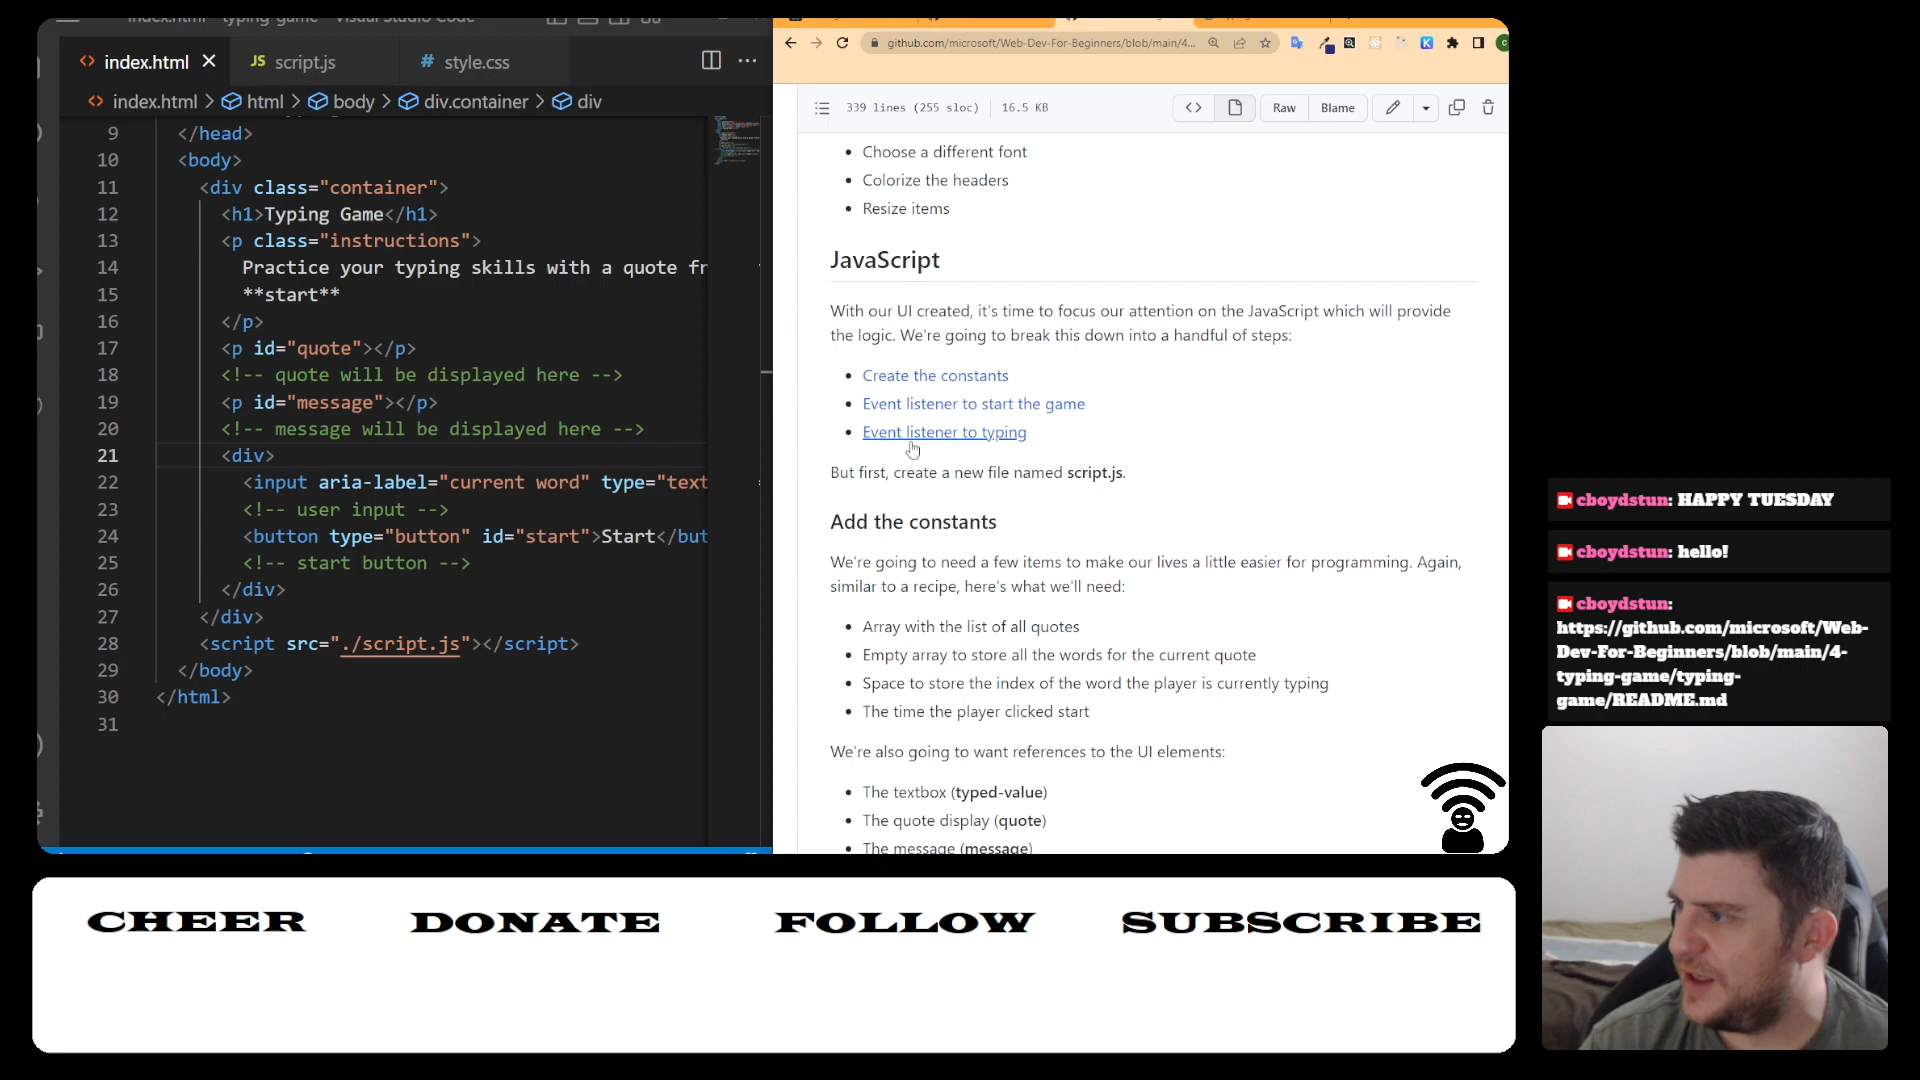 index.html
script.js
style.css
index.html > html > body > div.container > div
9 </head>
10 <body>
11 <div class="container">
12 <h1>Typing Game</h1>
13 <p class="instructions">
14 Practice your typing skills with a quote fr
15 **start**
16 </p>
17 <p id="quote"></p>
18 <!-- quote will be displayed here -->
19 <p id="message"></p>
20 <!-- message will be displayed here -->
21 <div>
22 <input aria-label="current word" type="text
23 <!-- user input -->
24 <button type="button" id="start">Start</but
25 <!-- start button -->
26 </div>
27 </div>
28 <script src="./script.js"></script>
29 </body>
30 </html>
31
github.com/microsoft/Web-Dev-For-Beginners/blob/main/4...
339 lines (255 sloc) 16.5 KB
Raw
Blame
• Choose a different font
• Colorize the headers
• Resize items
JavaScript
With our UI created, it's time to focus our attention on the JavaScript which will provide
the logic. We're going to break this down into a handful of steps:
• Create the constants
• Event listener to start the game
• Event listener to typing
But first, create a new file named script.js.
Add the constants
We're going to need a few items to make our lives a little easier for programming. Again,
similar to a recipe, here's what we'll need:
• Array with the list of all quotes
• Empty array to store all the words for the current quote
• Space to store the index of the word the player is currently typing
• The time the player clicked start
We're also going to want references to the UI elements:
• The textbox (typed-value)
• The quote display (quote)
• The message (message)
cboydstun: HAPPY TUESDAY
cboydstun: hello!
cboydstun:
https://github.com/microsoft/Web-
Dev-For-Beginners/blob/main/4-
typing-game/typing-
game/README.md
CHEER
DONATE
FOLLOW
SUBSCRIBE